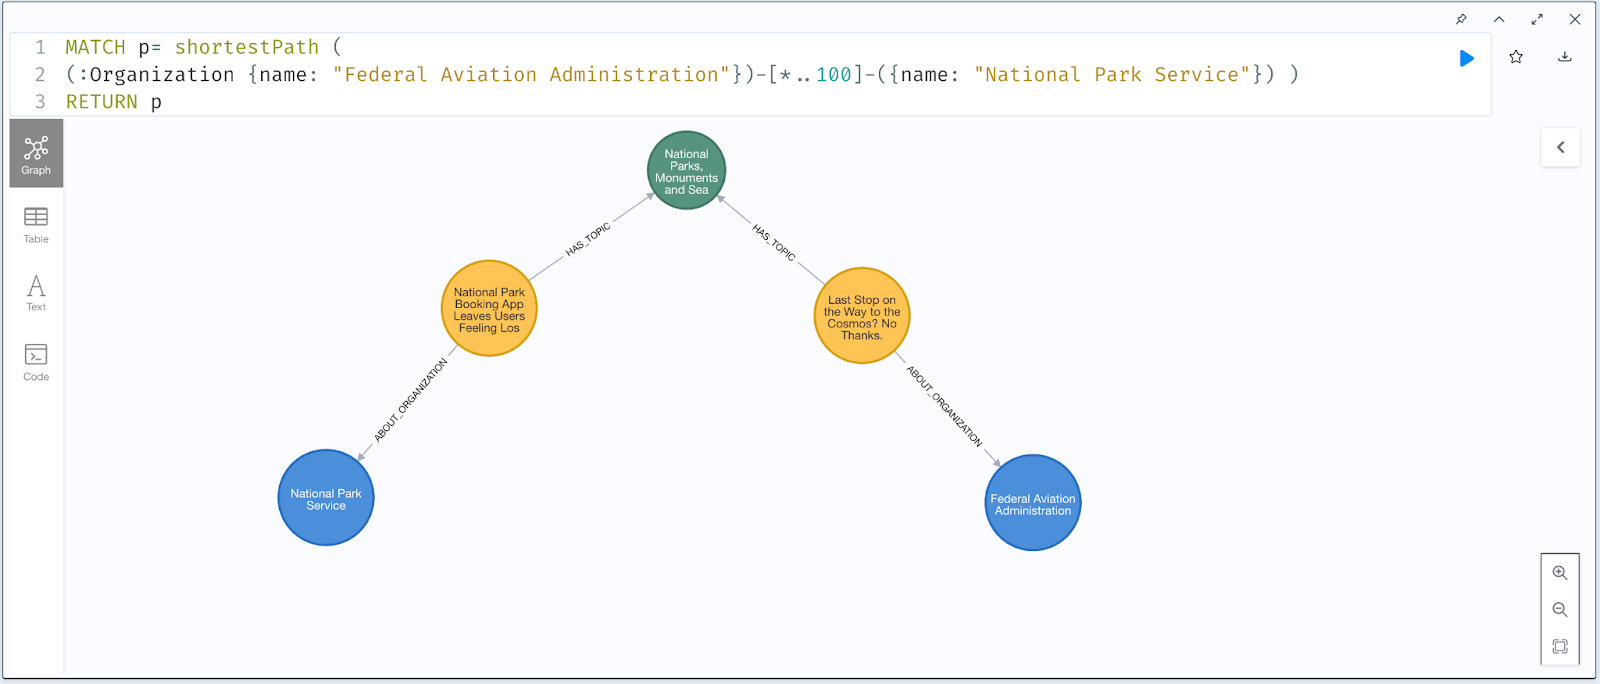 1 MATCH p= shortestPath (
2 (:Organization {name: "Federal Aviation Administration"})-[*..100]-({name: "National Park Service"}) )
3 RETURN p
Graph
Table
A
Text
Code
National
Parks,
Monuments
and Sea
HAS_TOPIC
HAS_TOPIC
National Park
Booking App
Leaves Users
Feeling Los
Last Stop on
the Way to the
Cosmos? No
Thanks.
ABOUT_ORGANIZATION
ABOUT_ORGANIZATION
National Park
Service
Federal Aviation
Administration